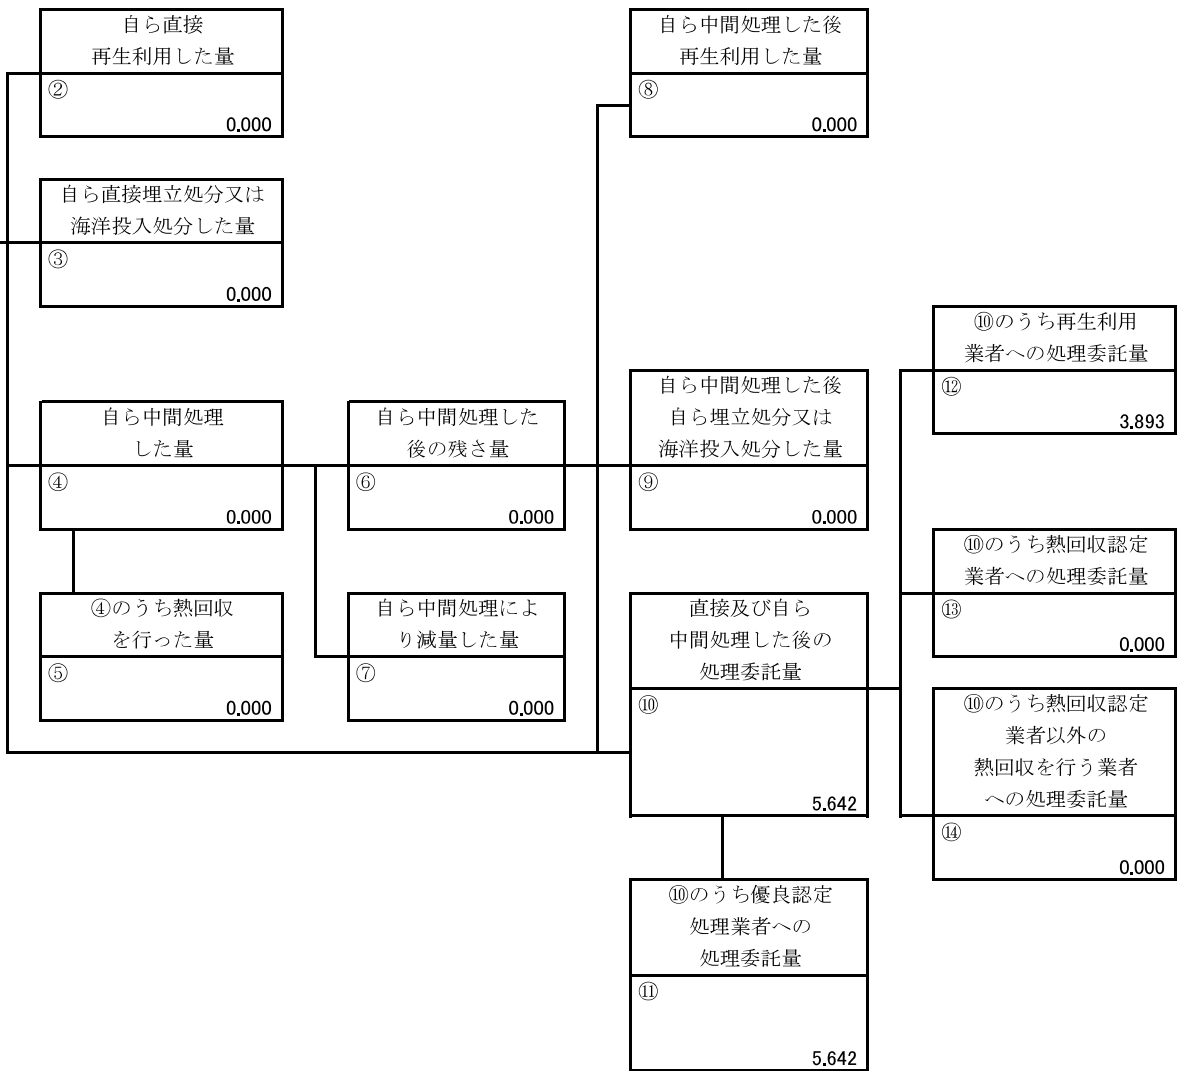 自ら直接
再生利用した量
②
0.000
自ら中間処理した後
再生利用した量
⑧
0.000
自ら直接埋立処分又は
海洋投入処分した量
③
0.000
⑩のうち再生利用
業者への処理委託量
⑫
3.893
自ら中間処理
した量
④
0.000
自ら中間処理した
後の残さ量
⑥
0.000
自ら中間処理した後
自ら埋立処分又は
海洋投入処分した量
⑨
0.000
⑩のうち熱回収認定
業者への処理委託量
⑬
0.000
④のうち熱回収
を行った量
⑤
0.000
自ら中間処理によ
り減量した量
⑦
0.000
直接及び自ら
中間処理した後の
処理委託量
⑩
5.642
⑩のうち熱回収認定
業者以外の
熱回収を行う業者
への処理委託量
⑭
0.000
⑩のうち優良認定
処理業者への
処理委託量
⑪
5.642